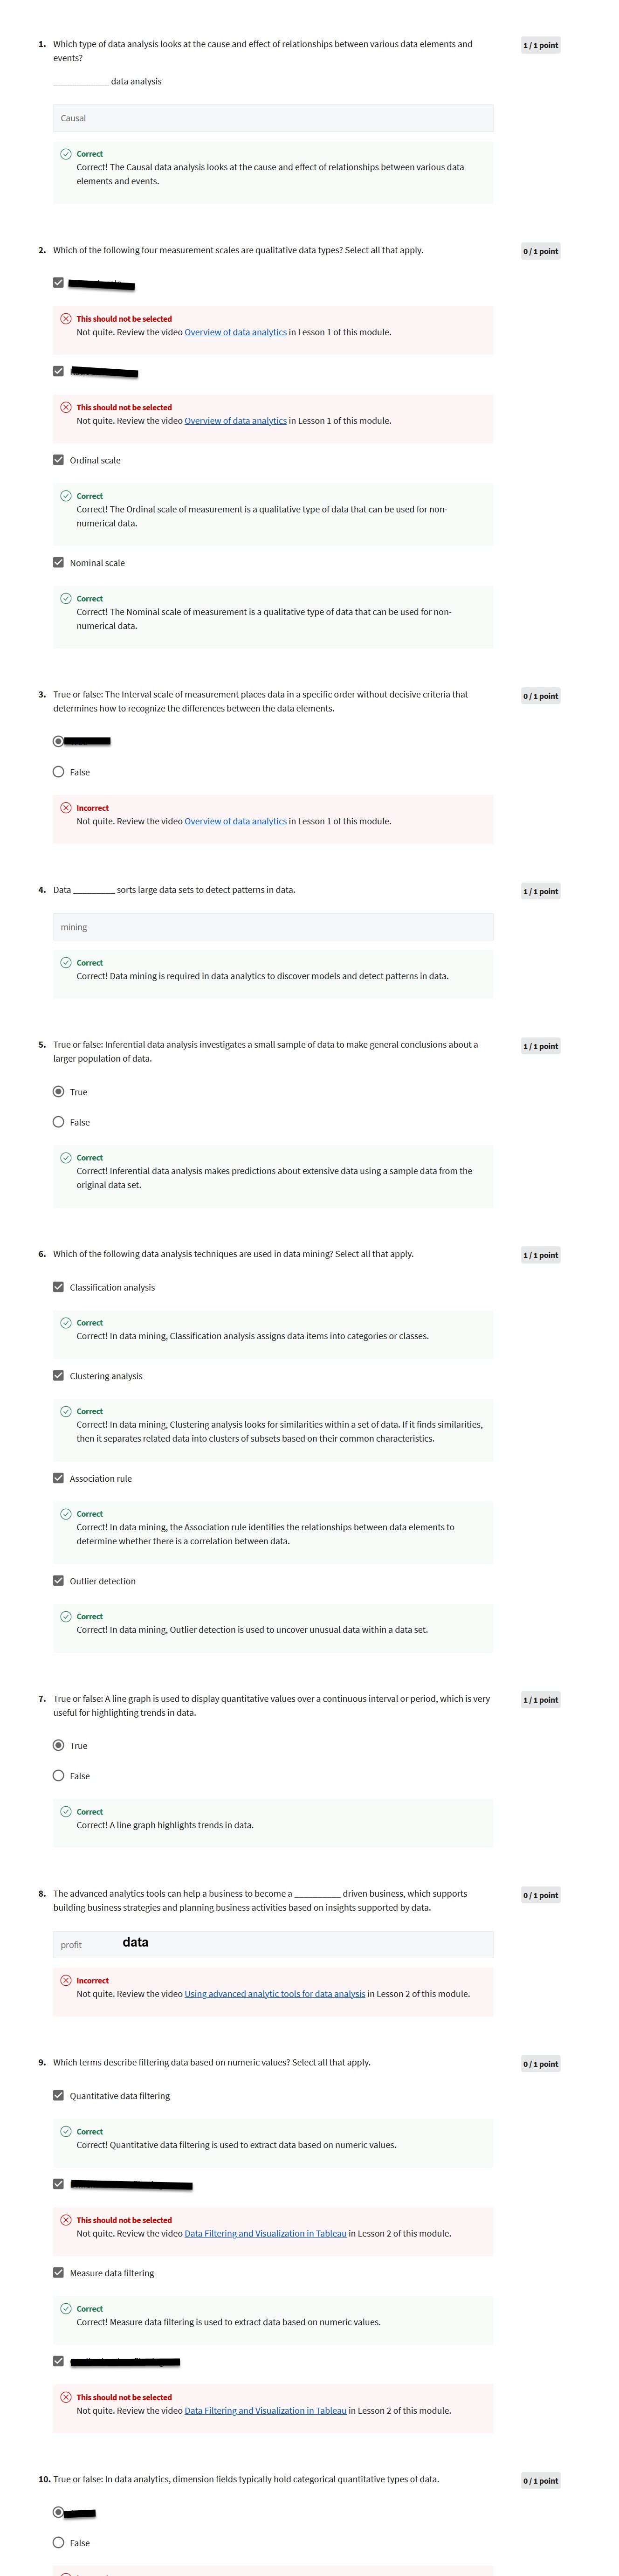 1. Which type of data analysis looks at the cause and effect of relationships between various data elements and
events?
1 / 1 point
____________ data analysis
Causal
Correct
Correct! The Causal data analysis looks at the cause and effect of relationships between various data
elements and events.
2. Which of the following four measurement scales are qualitative data types? Select all that apply.
0 / 1 point
This should not be selected
Not quite. Review the video Overview of data analytics in Lesson 1 of this module.
This should not be selected
Not quite. Review the video Overview of data analytics in Lesson 1 of this module.
Ordinal scale
Correct
Correct! The Ordinal scale of measurement is a qualitative type of data that can be used for non-
numerical data.
Nominal scale
Correct
Correct! The Nominal scale of measurement is a qualitative type of data that can be used for non-
numerical data.
3. True or false: The Interval scale of measurement places data in a specific order without decisive criteria that
determines how to recognize the differences between the data elements.
0 / 1 point
False
Incorrect
Not quite. Review the video Overview of data analytics in Lesson 1 of this module.
4. Data _________ sorts large data sets to detect patterns in data.
1 / 1 point
mining
Correct
Correct! Data mining is required in data analytics to discover models and detect patterns in data.
5. True or false: Inferential data analysis investigates a small sample of data to make general conclusions about a
larger population of data.
1 / 1 point
True
False
Correct
Correct! Inferential data analysis makes predictions about extensive data using a sample data from the
original data set.
6. Which of the following data analysis techniques are used in data mining? Select all that apply.
1 / 1 point
Classification analysis
Correct
Correct! In data mining, Classification analysis assigns data items into categories or classes.
Clustering analysis
Correct
Correct! In data mining, Clustering analysis looks for similarities within a set of data. If it finds similarities,
then it separates related data into clusters of subsets based on their common characteristics.
Association rule
Correct
Correct! In data mining, the Association rule identifies the relationships between data elements to
determine whether there is a correlation between data.
Outlier detection
Correct
Correct! In data mining, Outlier detection is used to uncover unusual data within a data set.
7. True or false: A line graph is used to display quantitative values over a continuous interval or period, which is very
useful for highlighting trends in data.
1 / 1 point
True
False
Correct
Correct! A line graph highlights trends in data.
8. The advanced analytics tools can help a business to become a __________ driven business, which supports
building business strategies and planning business activities based on insights supported by data.
0 / 1 point
profit data
Incorrect
Not quite. Review the video Using advanced analytic tools for data analysis in Lesson 2 of this module.
9. Which terms describe filtering data based on numeric values? Select all that apply.
0 / 1 point
Quantitative data filtering
Correct
Correct! Quantitative data filtering is used to extract data based on numeric values.
This should not be selected
Not quite. Review the video Data Filtering and Visualization in Tableau in Lesson 2 of this module.
Measure data filtering
Correct
Correct! Measure data filtering is used to extract data based on numeric values.
This should not be selected
Not quite. Review the video Data Filtering and Visualization in Tableau in Lesson 2 of this module.
10. True or false: In data analytics, dimension fields typically hold categorical quantitative types of data.
0 / 1 point
False